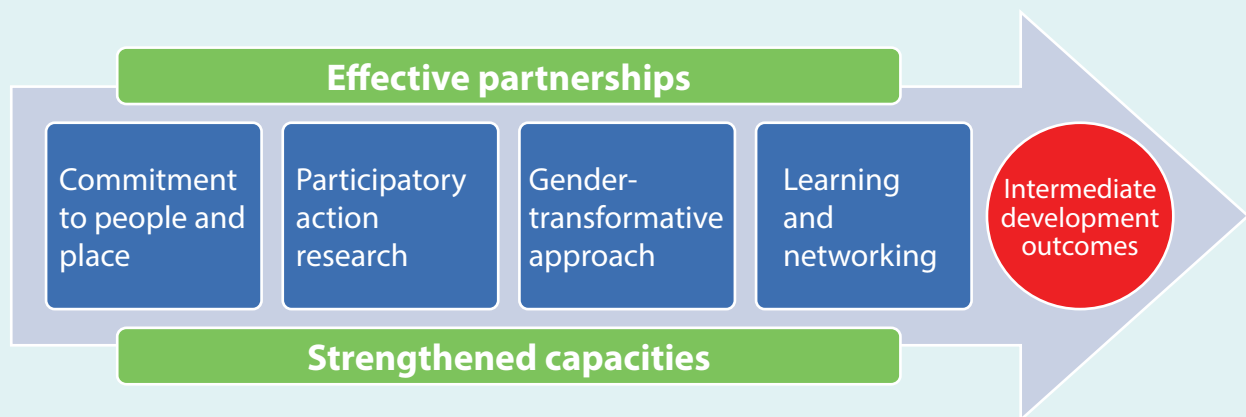 Effective partnerships
Commitment
to people and
place
Participatory
action
research
Gender-
transformative
approach
Learning
and
networking
Intermediate
development
outcomes
Strengthened capacities